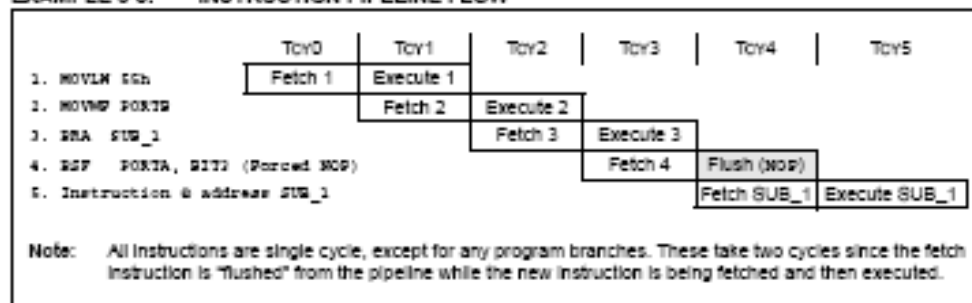 INSTRUCTION PIPELINE FLOW
TCY0 TCY1 TCY2 TCY3 TCY4 TCY5
1. MOVLW 55h Fetch 1 Execute 1
2. MOVWF PORTB Fetch 2 Execute 2
3. BRA SUB_1 Fetch 3 Execute 3
4. BSF PORTA, BIT3 (Forced NOP) Fetch 4 Flush (NOP)
5. Instruction @ address SUB_1 Fetch SUB_1 Execute SUB_1
Note: All instructions are single cycle, except for any program branches. These take two cycles since the fetch
instruction is "flushed" from the pipeline while the new instruction is being fetched and then executed.